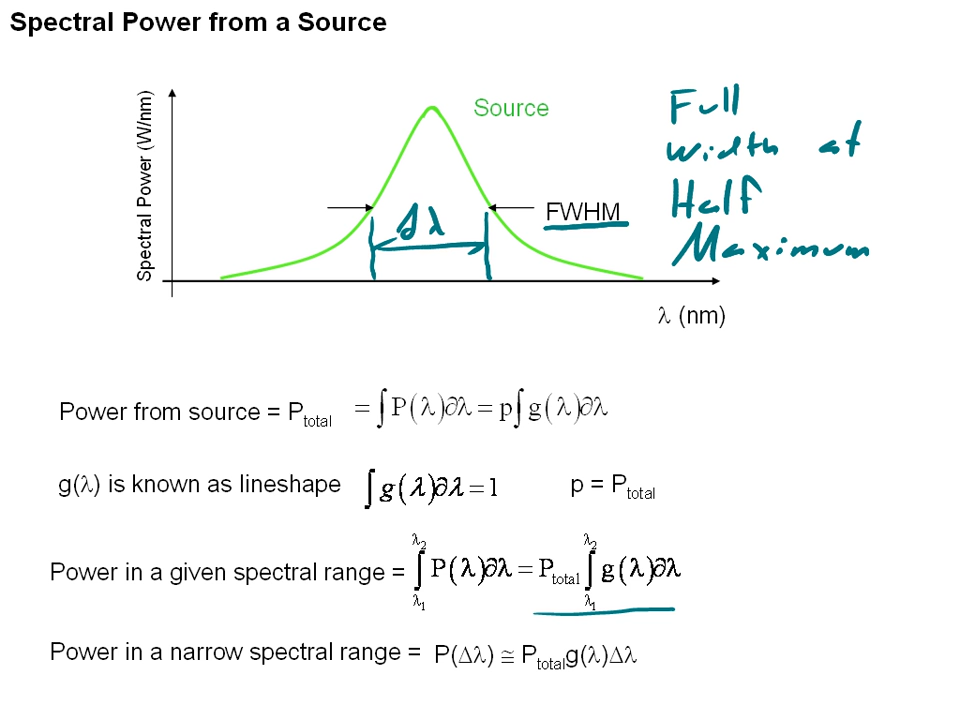 Spectral Power from a Source
Spectral Power (W/nm)
Source
Full
Width at
Half
Maximum
FWHM
Δλ
λ (nm)
Power from source = P_total = ∫P(λ)∂λ = p∫g(λ)∂λ
g(λ) is known as lineshape ∫g(λ)∂λ = 1 p = P_total
Power in a given spectral range = ∫_λ₁^λ₂ P(λ)∂λ = P_total ∫_λ₁^λ₂ g(λ)∂λ
Power in a narrow spectral range = P(Δλ) ≅ P_total g(λ)Δλ